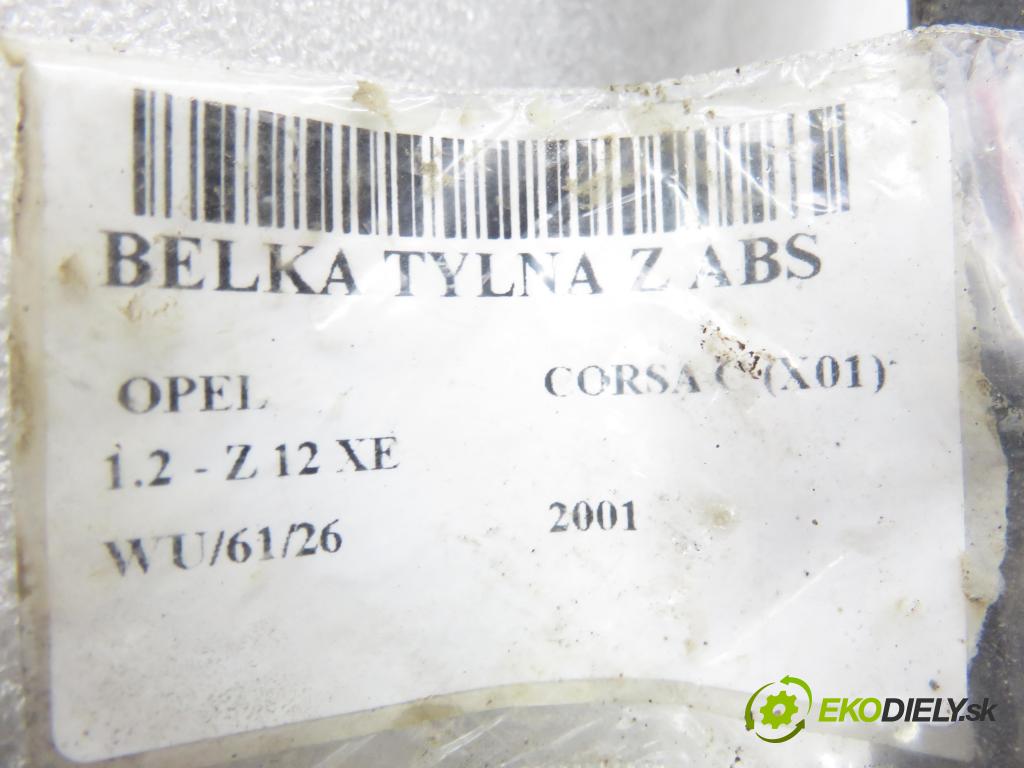 BELKA TYLNA Z ABS
OPEL CORSA C (X01)
1.2 - Z 12 XE
WU/61/26 2001
EKODIELY.sk